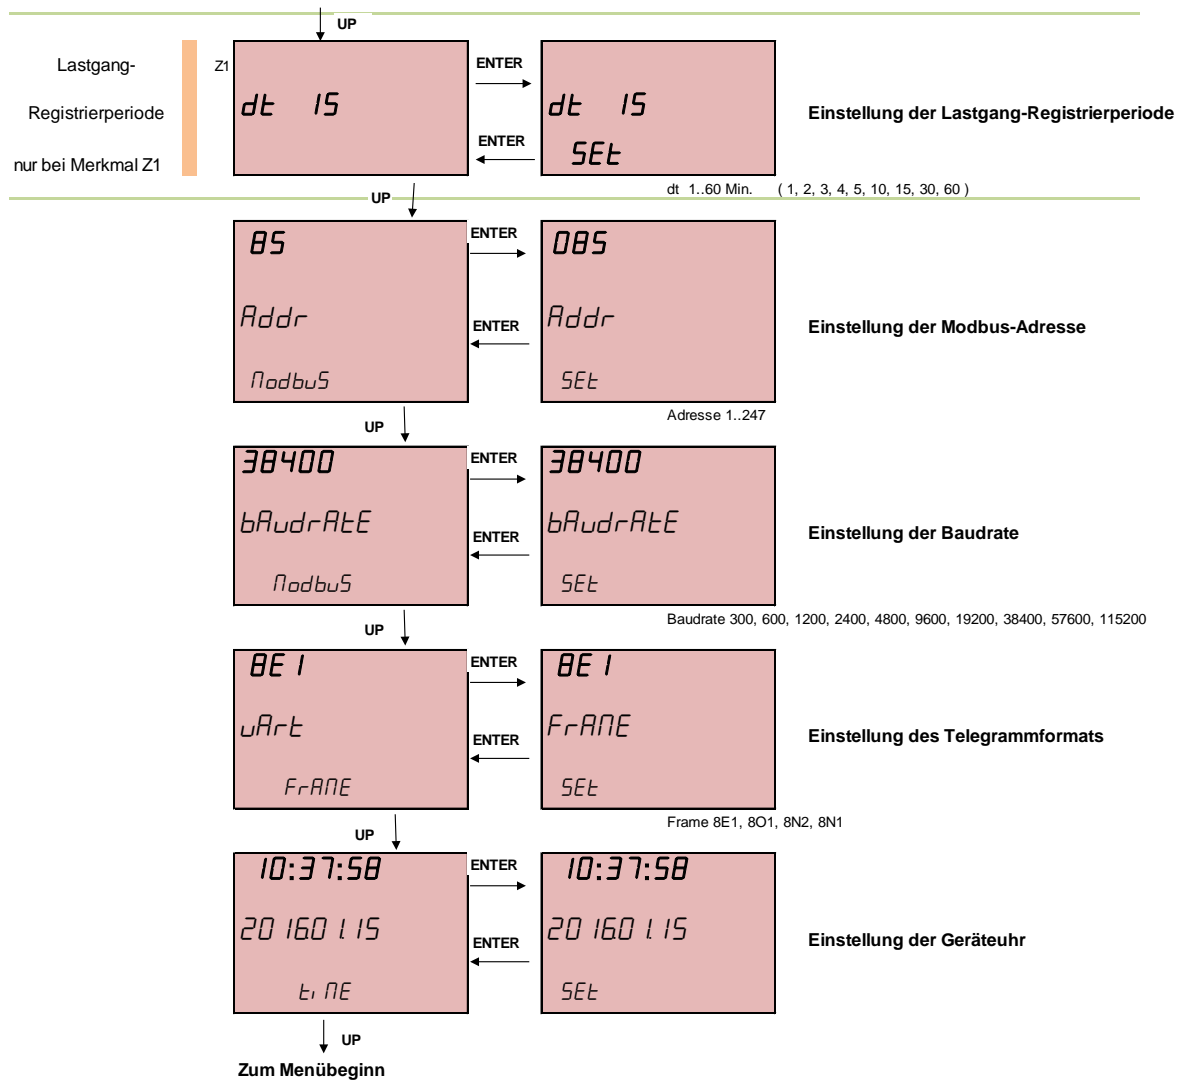 UP
Lastgang-
Registrierperiode
nur bei Merkmal Z1
Z1
dt 15
ENTER
ENTER
dt 15
SEt
Einstellung der Lastgang-Registrierperiode
dt 1..60 Min. ( 1, 2, 3, 4, 5, 10, 15, 30, 60 )
UP
85
Addr
ModbuS
ENTER
ENTER
085
Addr
SEt
Einstellung der Modbus-Adresse
Adresse 1..247
UP
38400
bAudrAtE
ModbuS
ENTER
ENTER
38400
bAudrAtE
SEt
Einstellung der Baudrate
Baudrate 300, 600, 1200, 2400, 4800, 9600, 19200, 38400, 57600, 115200
UP
8E1
uArt
FrAME
ENTER
ENTER
8E1
FrAME
SEt
Einstellung des Telegrammformats
Frame 8E1, 8O1, 8N2, 8N1
UP
10:37:58
2016.01.15
tiME
ENTER
ENTER
10:37:58
2016.01.15
SEt
Einstellung der Geräteuhr
UP
Zum Menübeginn